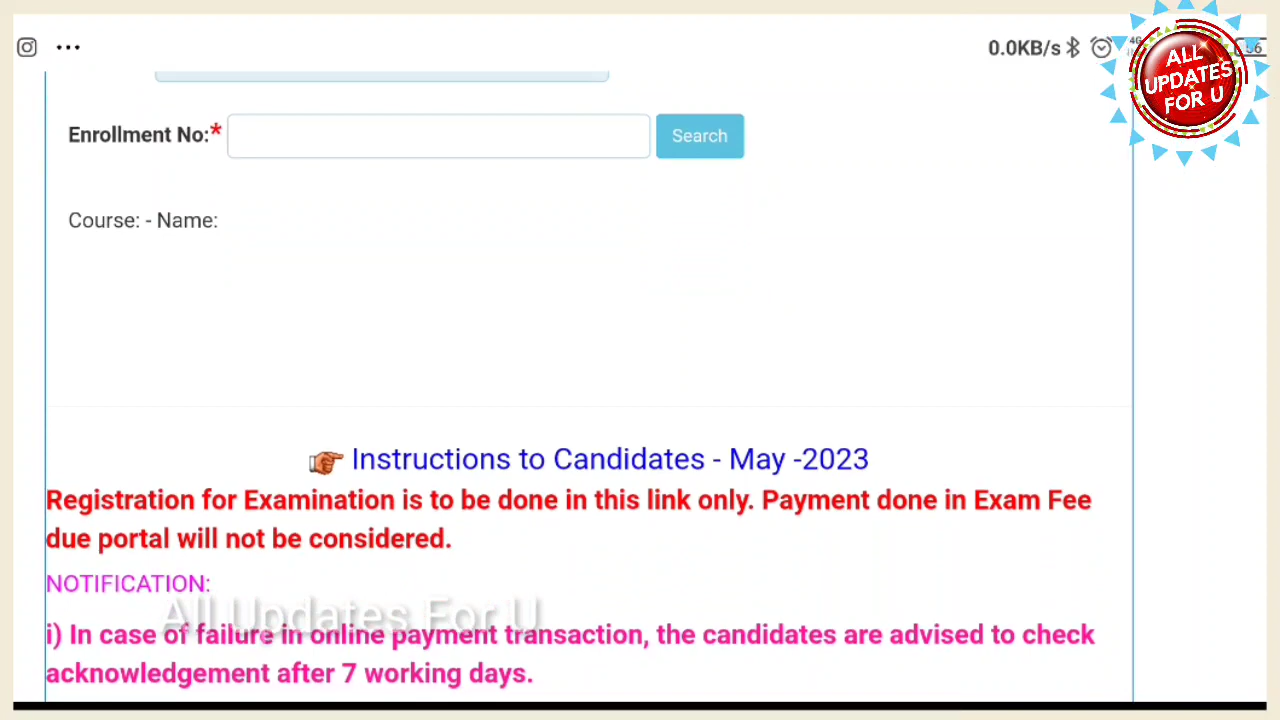 0.0KB/s
4G
56
ALL
UPDATES
FOR U
Enrollment No:*
Search
Course: - Name:
Instructions to Candidates - May -2023
Registration for Examination is to be done in this link only. Payment done in Exam Fee
due portal will not be considered.
NOTIFICATION:
All Updates For U
i) In case of failure in online payment transaction, the candidates are advised to check
acknowledgement after 7 working days.